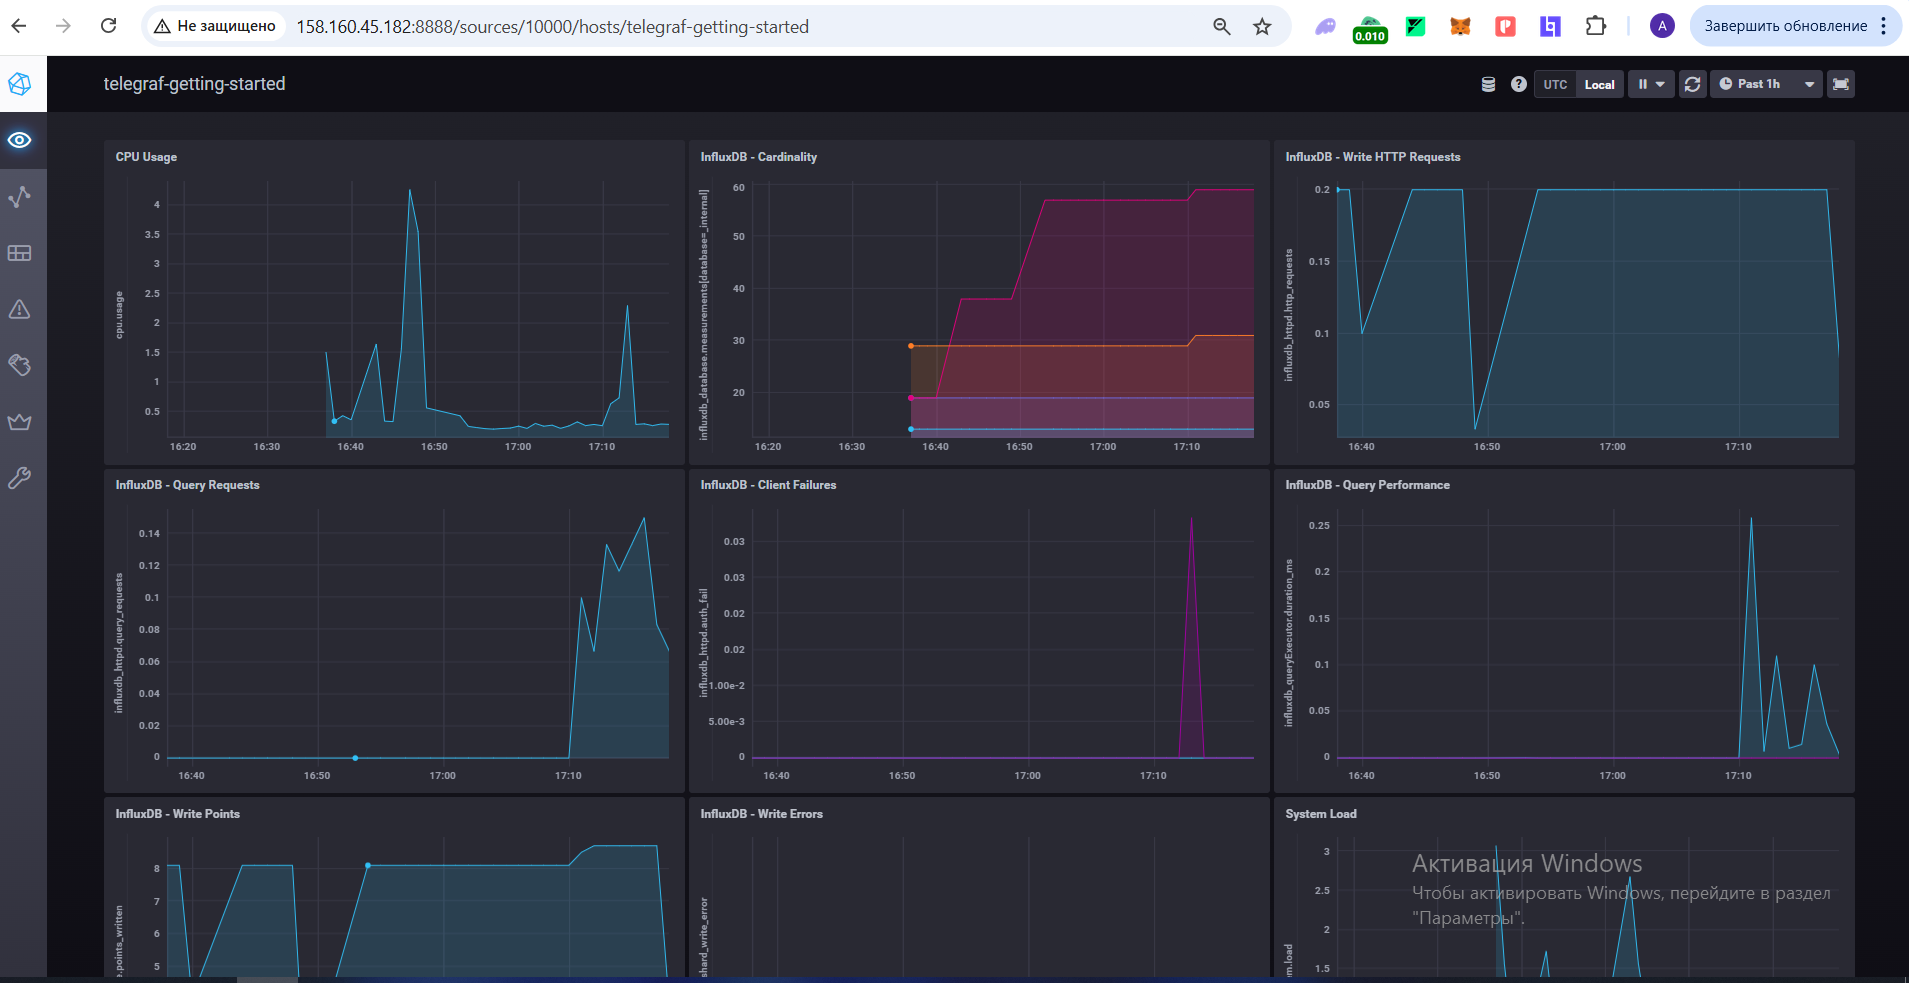 Не защищено
158.160.45.182:8888/sources/10000/hosts/telegraf-getting-started
0.010
A
Завершить обновление
telegraf-getting-started
UTC
Local
Past 1h
CPU Usage
cpu.usage
4
3.5
3
2.5
2
1.5
1
0.5
16:20 16:30 16:40 16:50 17:00 17:10
InfluxDB - Cardinality
influxdb_database.measurements[database=_internal]
60
50
40
30
20
16:20 16:30 16:40 16:50 17:00 17:10
InfluxDB - Write HTTP Requests
influxdb_httpd.http_requests
0.2
0.15
0.1
0.05
16:40 16:50 17:00 17:10
InfluxDB - Query Requests
influxdb_httpd.query_requests
0.14
0.12
0.1
0.08
0.06
0.04
0.02
0
16:40 16:50 17:00 17:10
InfluxDB - Client Failures
influxdb_httpd.auth_fail
0.03
0.03
0.02
0.02
1.00e-2
5.00e-3
0
16:40 16:50 17:00 17:10
InfluxDB - Query Performance
influxdb_queryExecutor.duration_ms
0.25
0.2
0.15
0.1
0.05
0
16:40 16:50 17:00 17:10
InfluxDB - Write Points
e.points_written
8
7
6
5
InfluxDB - Write Errors
shard_write_error
System Load
m.load
3
2.5
2
1.5
Активация Windows
Чтобы активировать Windows, перейдите в раздел
"Параметры".